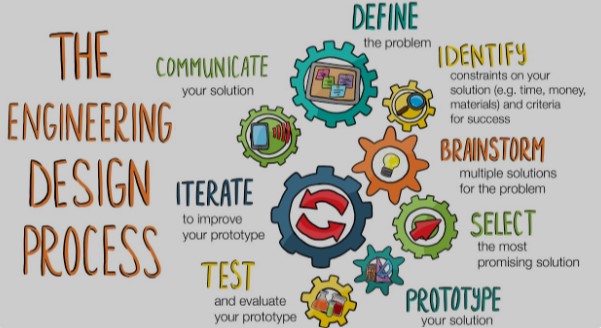 THE
ENGINEERING
DESIGN
PROCESS
DEFINE
the problem
IDENTIFY
constraints on your
solution (e.g. time, money,
materials) and criteria
for success
BRAINSTORM
multiple solutions
for the problem
SELECT
the most
promising solution
PROTOTYPE
your solution
TEST
and evaluate
your prototype
ITERATE
to improve
your prototype
COMMUNICATE
your solution